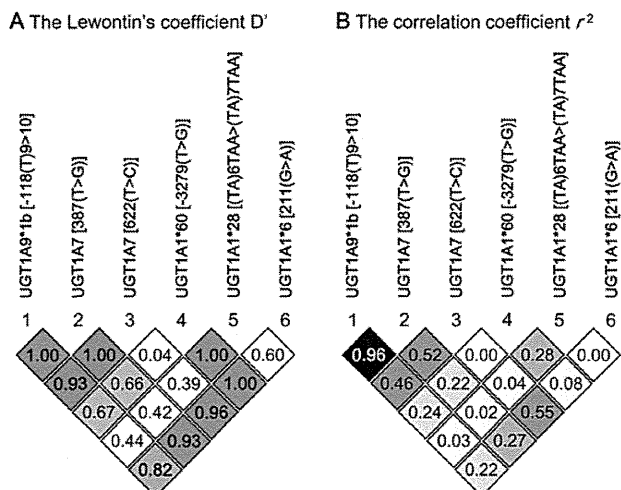 A The Lewontin's coefficient D'
UGT1A9*1b [-118(T)9>10]
UGT1A7 [387(T>G)]
UGT1A7 [622(T>C)]
UGT1A1*60 [-3279(T>G)]
UGT1A1*28 [(TA)6TAA>(TA)7TAA]
UGT1A1*6 [211(G>A)]
1 2 3 4 5 6
1.00 1.00 0.04 1.00 0.60
0.93 0.66 0.39 1.00
0.67 0.42 0.96
0.44 0.93
0.82
B The correlation coefficient r²
UGT1A9*1b [-118(T)9>10]
UGT1A7 [387(T>G)]
UGT1A7 [622(T>C)]
UGT1A1*60 [-3279(T>G)]
UGT1A1*28 [(TA)6TAA>(TA)7TAA]
UGT1A1*6 [211(G>A)]
1 2 3 4 5 6
0.96 0.52 0.00 0.28 0.00
0.46 0.22 0.04 0.08
0.24 0.02 0.55
0.03 0.27
0.22